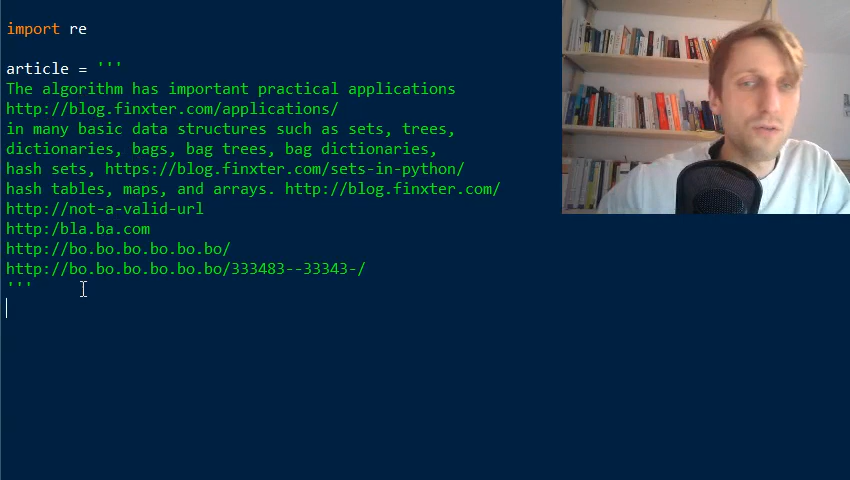 import re
article = '''
The algorithm has important practical applications
http://blog.finxter.com/applications/
in many basic data structures such as sets, trees,
dictionaries, bags, bag trees, bag dictionaries,
hash sets, https://blog.finxter.com/sets-in-python/
hash tables, maps, and arrays. http://blog.finxter.com/
http://not-a-valid-url
http:/bla.ba.com
http://bo.bo.bo.bo.bo.bo/
http://bo.bo.bo.bo.bo.bo/333483--33343-/
'''